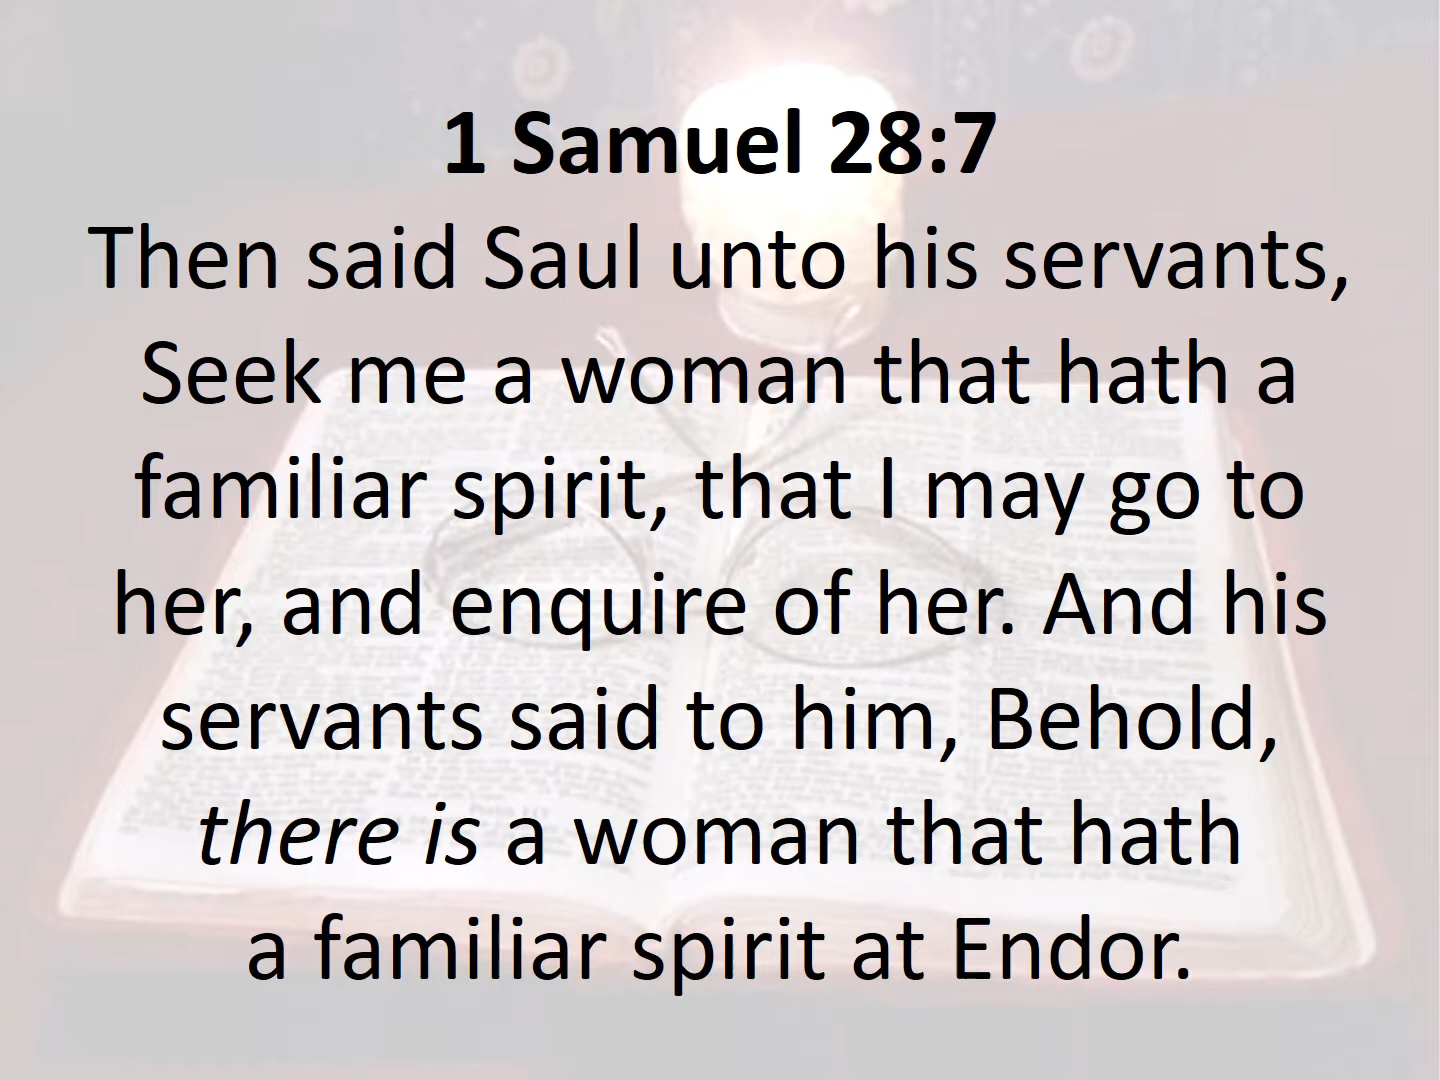 1 Samuel 28:7
Then said Saul unto his servants,
Seek me a woman that hath a
familiar spirit, that I may go to
her, and enquire of her. And his
servants said to him, Behold,
there is a woman that hath
a familiar spirit at Endor.